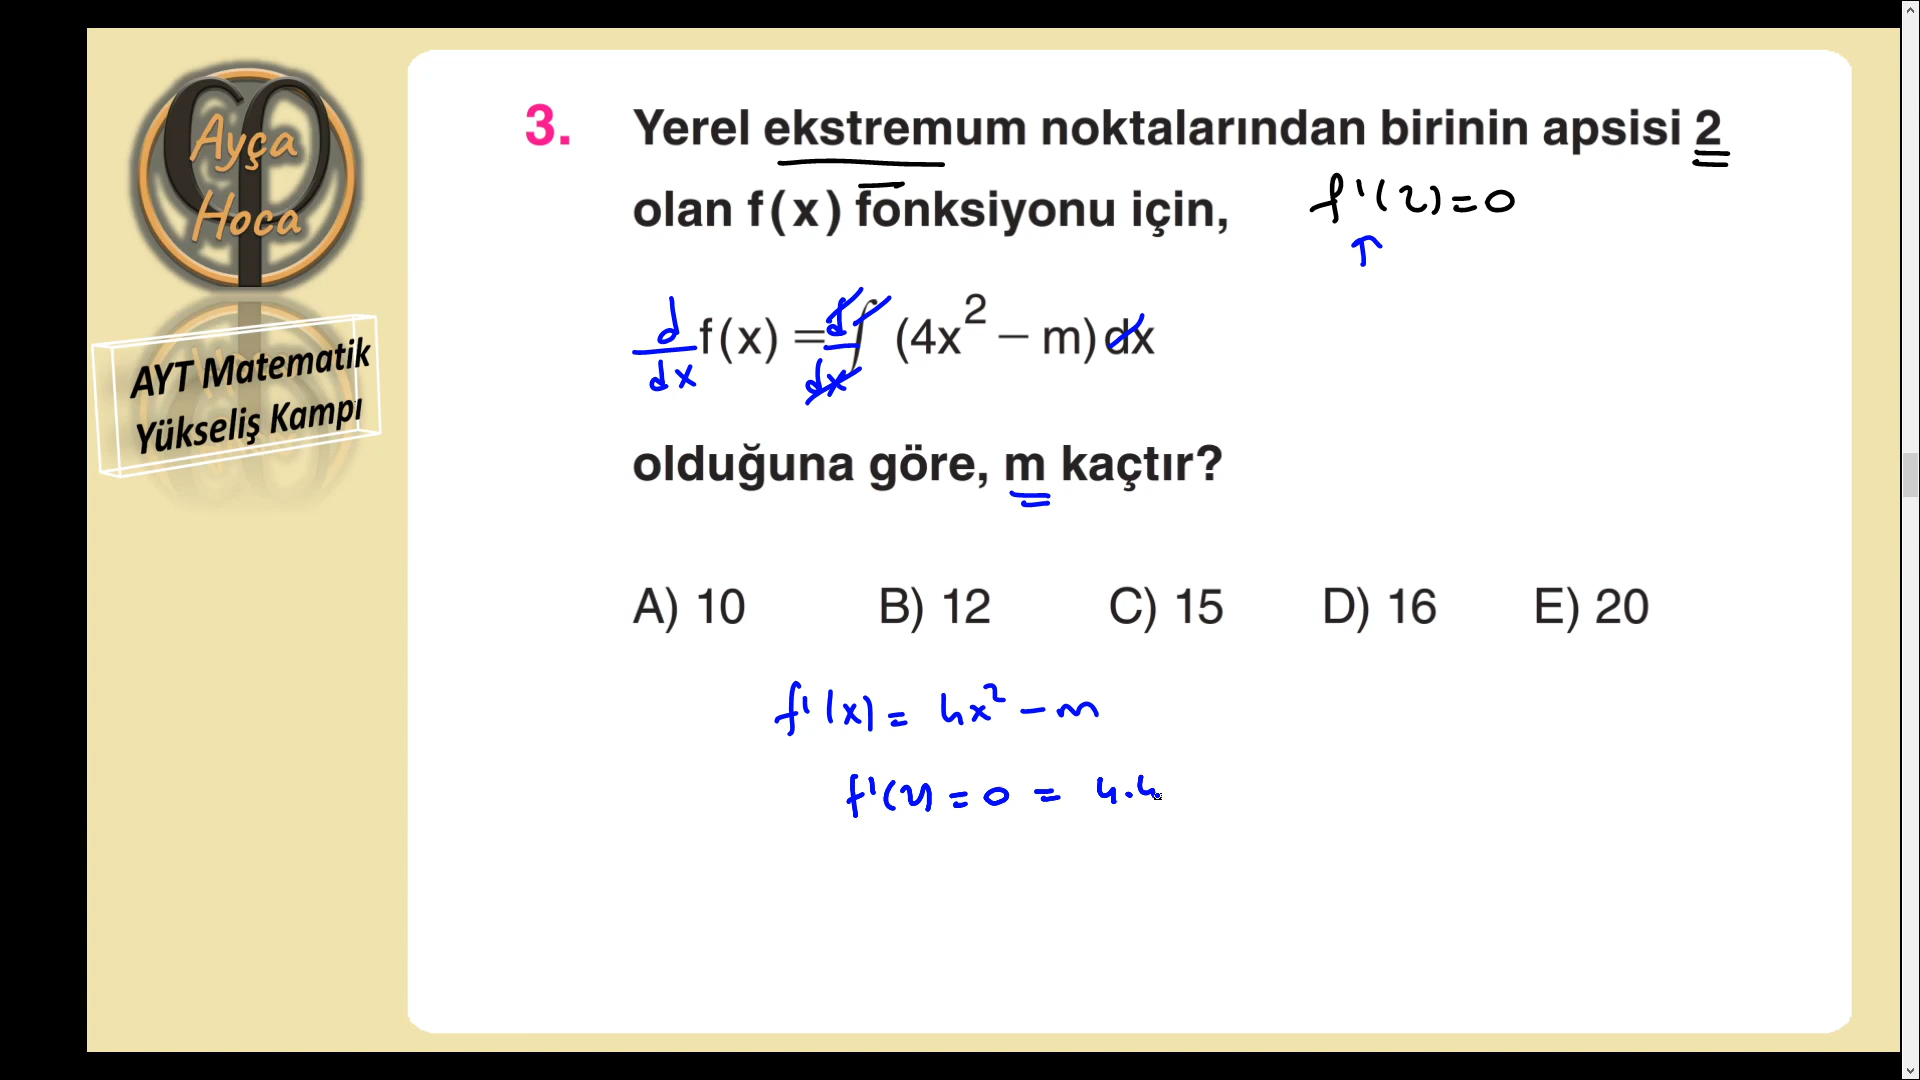 Ayça
Hoca
AYT Matematik
Yükseliş Kampı
3. Yerel ekstremum noktalarından birinin apsisi 2
olan f(x) fonksiyonu için,
f'(2)=0
↑
d/dx f(x) = d/dx ∫ (4x² − m) dx
olduğuna göre, m kaçtır?
A) 10 B) 12 C) 15 D) 16 E) 20
f'(x) = 4x² − m
f'(2) = 0 = 4.4